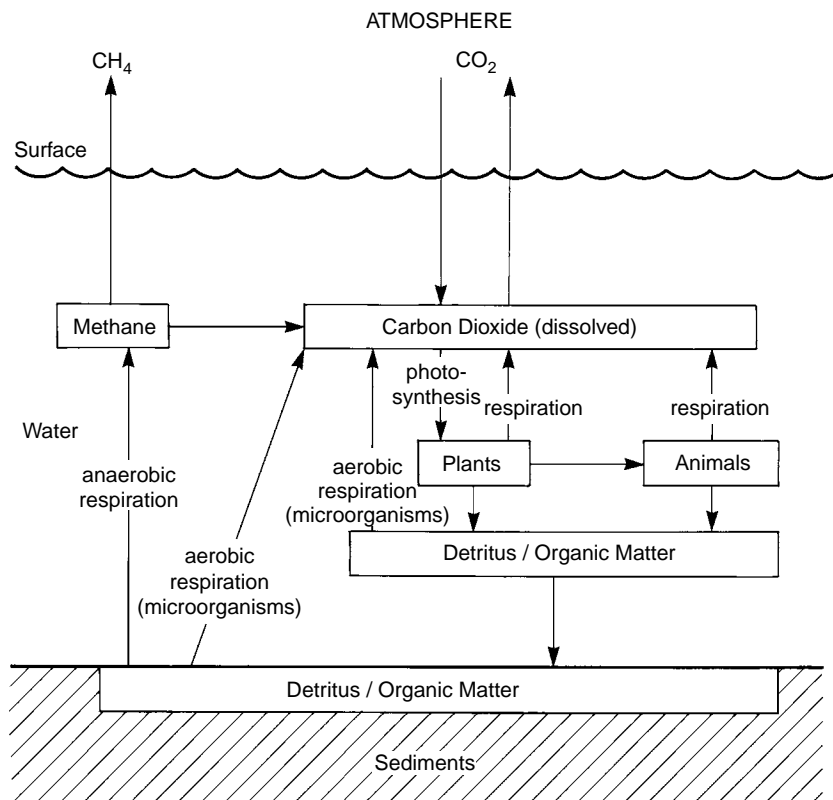 ATMOSPHERE
CH4
CO2
Surface
Methane
Carbon Dioxide (dissolved)
photo-
synthesis
respiration
respiration
Water
anaerobic
respiration
Plants
Animals
aerobic
respiration
(microorganisms)
aerobic
respiration
(microorganisms)
Detritus / Organic Matter
Detritus / Organic Matter
Sediments